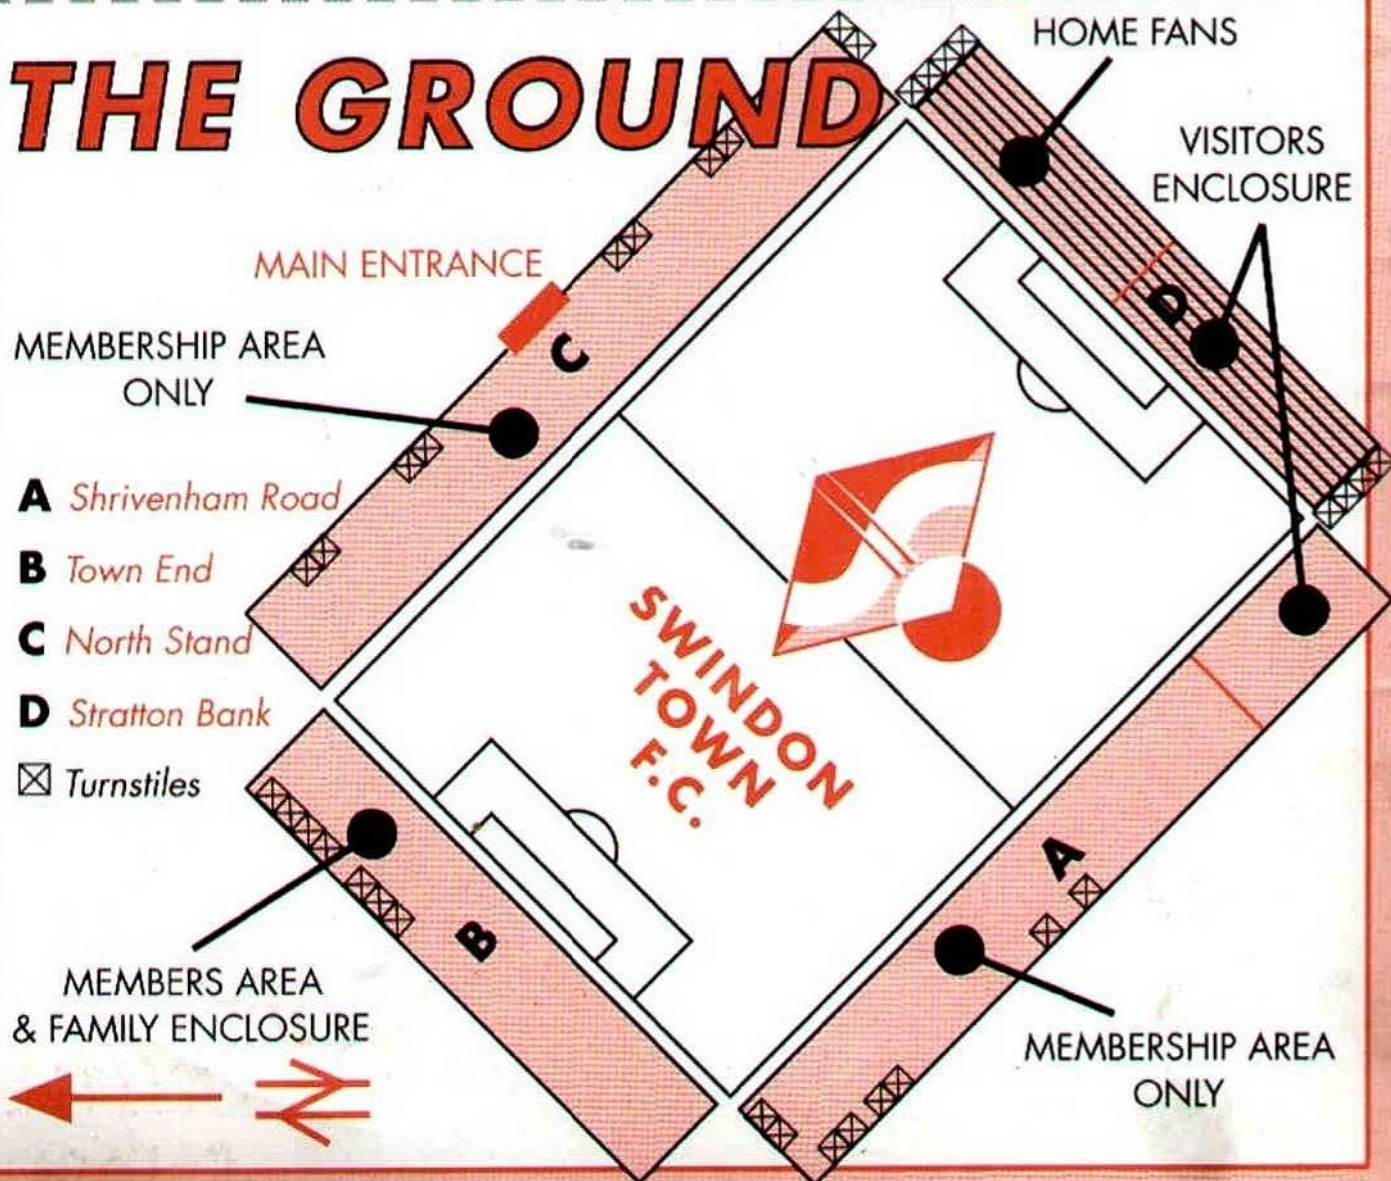 THE GROUND
HOME FANS
VISITORS
ENCLOSURE
MAIN ENTRANCE
MEMBERSHIP AREA
ONLY
C
D
A Shrivenham Road
B Town End
C North Stand
D Stratton Bank
Turnstiles
SWINDON
TOWN
F.C.
A
B
MEMBERS AREA
& FAMILY ENCLOSURE
MEMBERSHIP AREA
ONLY